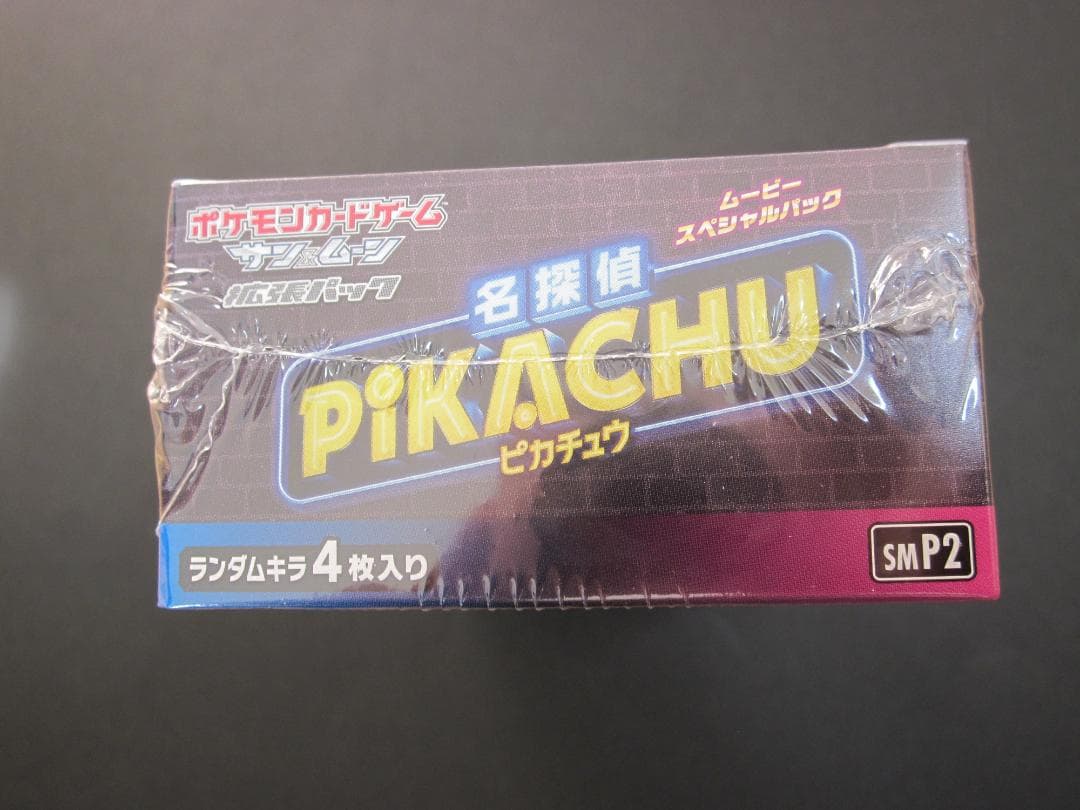 ポケモンカードゲーム
サン&ムーン
拡張パック
ムービー
スペシャルパック
名探偵
PiKACHU
ピカチュウ
ランダムキラ4枚入り
SMP2